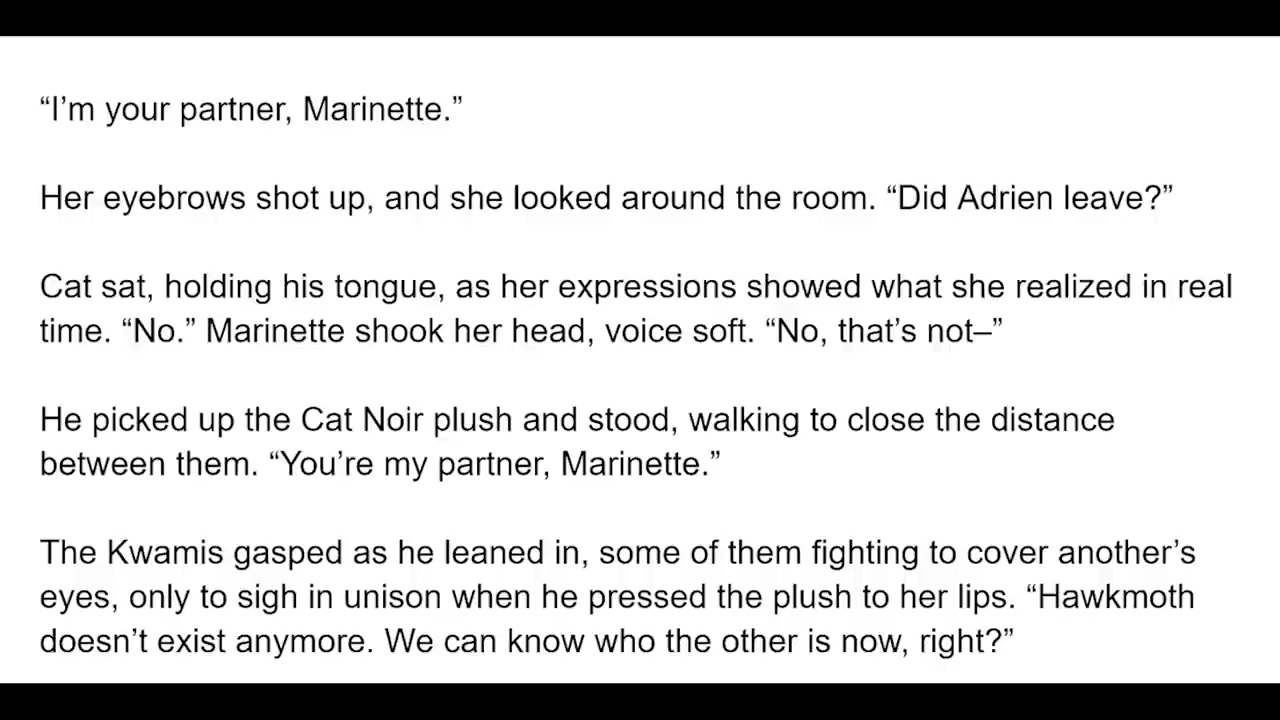 “I’m your partner, Marinette.”
Her eyebrows shot up, and she looked around the room. “Did Adrien leave?”
Cat sat, holding his tongue, as her expressions showed what she realized in real
time. “No.” Marinette shook her head, voice soft. “No, that’s not–”
He picked up the Cat Noir plush and stood, walking to close the distance
between them. “You’re my partner, Marinette.”
The Kwamis gasped as he leaned in, some of them fighting to cover another’s
eyes, only to sigh in unison when he pressed the plush to her lips. “Hawkmoth
doesn’t exist anymore. We can know who the other is now, right?”